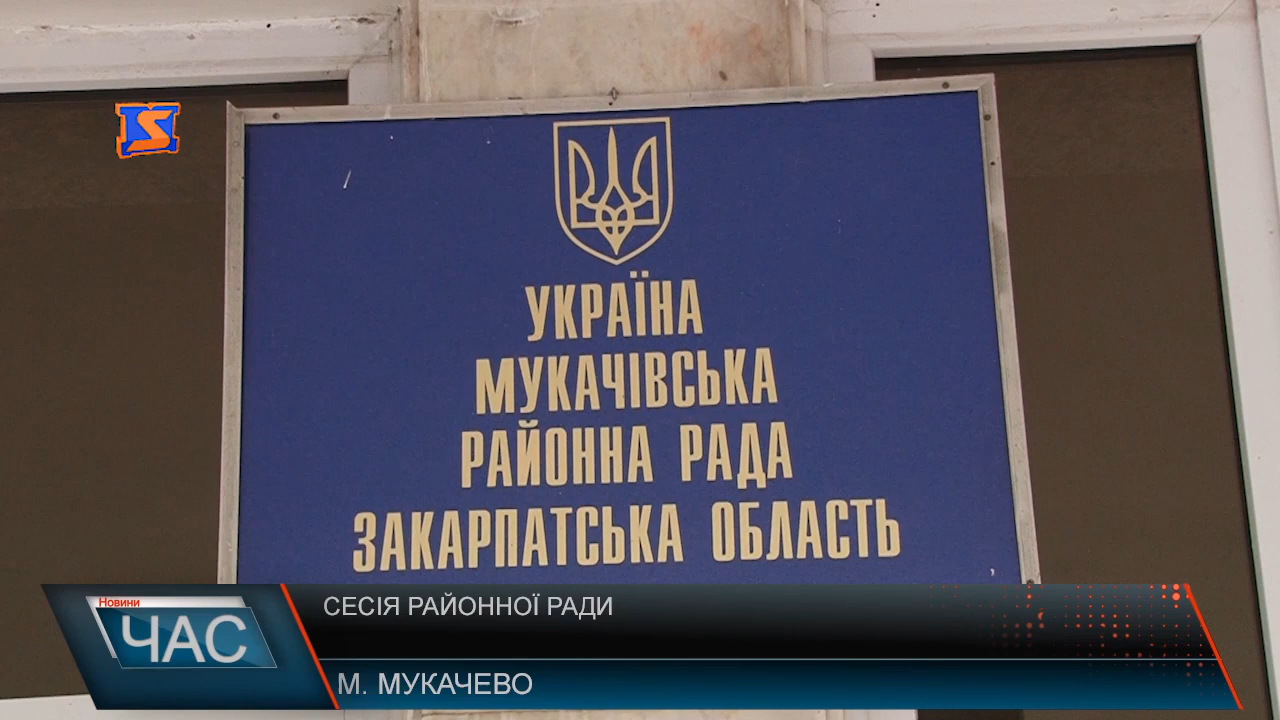 УКРАЇНА
МУКАЧІВСЬКА
РАЙОННА РАДА
ЗАКАРПАТСЬКА ОБЛАСТЬ
Новини
ЧАС
СЕСІЯ РАЙОННОЇ РАДИ
М. МУКАЧЕВО